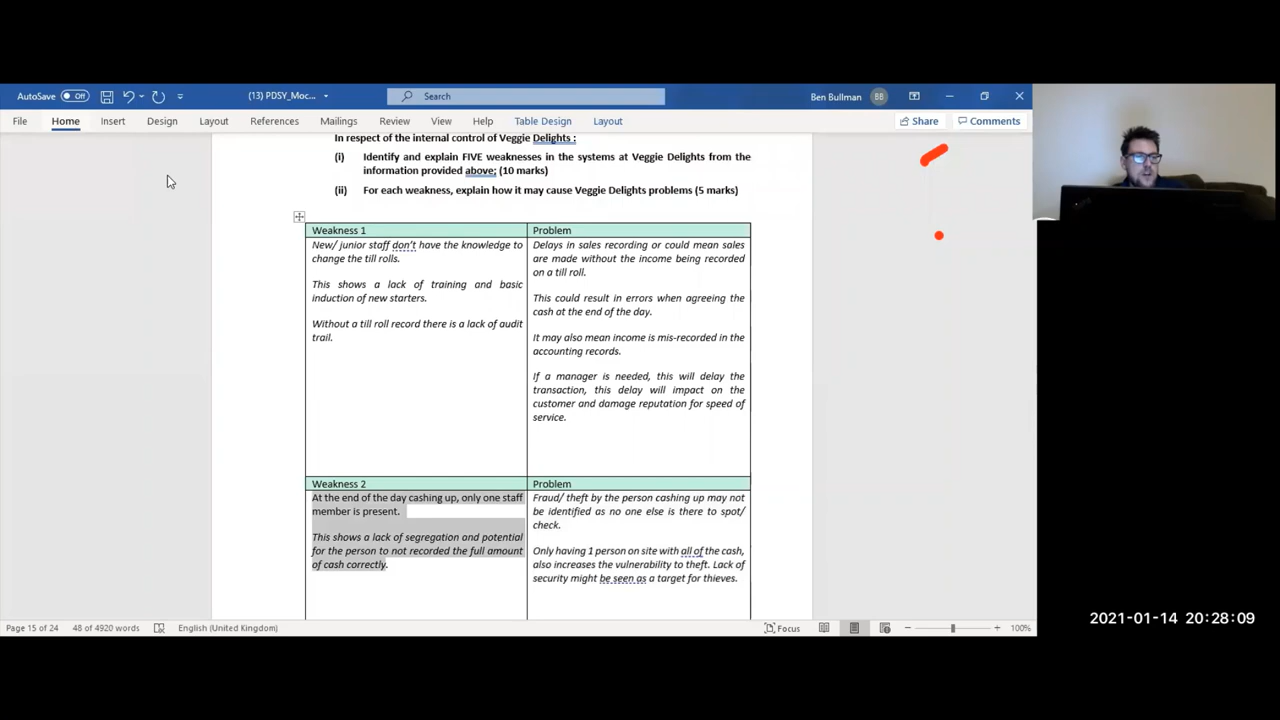 AutoSave Off (13) PDSY_Moc... Search Ben Bullman BB
File Home Insert Design Layout References Mailings Review View Help Table Design Layout Share Comments
In respect of the internal control of Veggie Delights :
(i) Identify and explain FIVE weaknesses in the systems at Veggie Delights from the
information provided above; (10 marks)
(ii) For each weakness, explain how it may cause Veggie Delights problems (5 marks)
Weakness 1
New/ junior staff don't have the knowledge to
change the till rolls.
This shows a lack of training and basic
induction of new starters.
Without a till roll record there is a lack of audit
trail.
Problem
Delays in sales recording or could mean sales
are made without the income being recorded
on a till roll.
This could result in errors when agreeing the
cash at the end of the day.
It may also mean income is mis-recorded in the
accounting records.
If a manager is needed, this will delay the
transaction, this delay will impact on the
customer and damage reputation for speed of
service.
Weakness 2
At the end of the day cashing up, only one staff
member is present.
This shows a lack of segregation and potential
for the person to not recorded the full amount
of cash correctly.
Problem
Fraud/ theft by the person cashing up may not
be identified as no one else is there to spot/
check.
Only having 1 person on site with all of the cash,
also increases the vulnerability to theft. Lack of
security might be seen as a target for thieves.
Page 15 of 24 48 of 4920 words English (United Kingdom) Focus 100%
2021-01-14 20:28:09